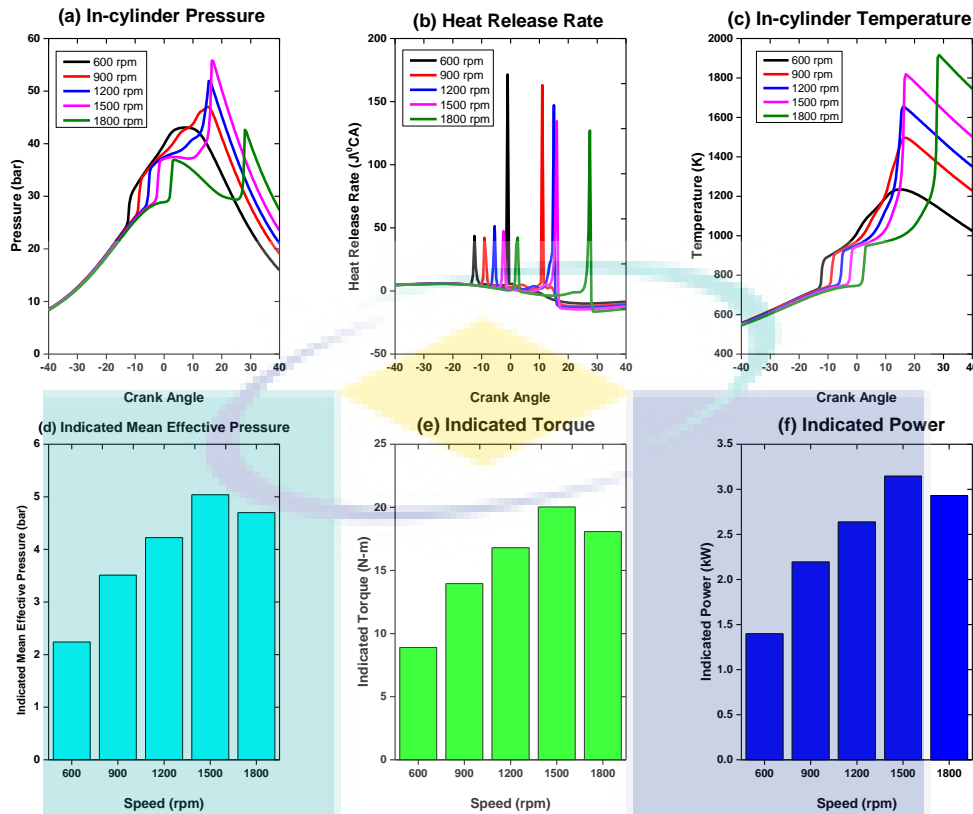 (a) In-cylinder Pressure
60
50
40
30
20
10
0
Pressure (bar)
600 rpm
900 rpm
1200 rpm
1500 rpm
1800 rpm
-40 -30 -20 -10 0 10 20 30 40
Crank Angle
(b) Heat Release Rate
200
150
100
50
0
-50
Heat Release Rate (J/⁰CA)
600 rpm
900 rpm
1200 rpm
1500 rpm
1800 rpm
-40 -30 -20 -10 0 10 20 30 40
Crank Angle
(c) In-cylinder Temperature
2000
1800
1600
1400
1200
1000
800
600
400
Temperature (K)
600 rpm
900 rpm
1200 rpm
1500 rpm
1800 rpm
-40 -30 -20 -10 0 10 20 30 40
Crank Angle
(d) Indicated Mean Effective Pressure
6
5
4
3
2
1
0
Indicated Mean Effective Pressure (bar)
600 900 1200 1500 1800
Speed (rpm)
(e) Indicated Torque
25
20
15
10
5
0
Indicated Torque (N-m)
600 900 1200 1500 1800
Speed (rpm)
(f) Indicated Power
3.5
3.0
2.5
2.0
1.5
1.0
0.5
0.0
Indicated Power (kW)
600 900 1200 1500 1800
Speed (rpm)